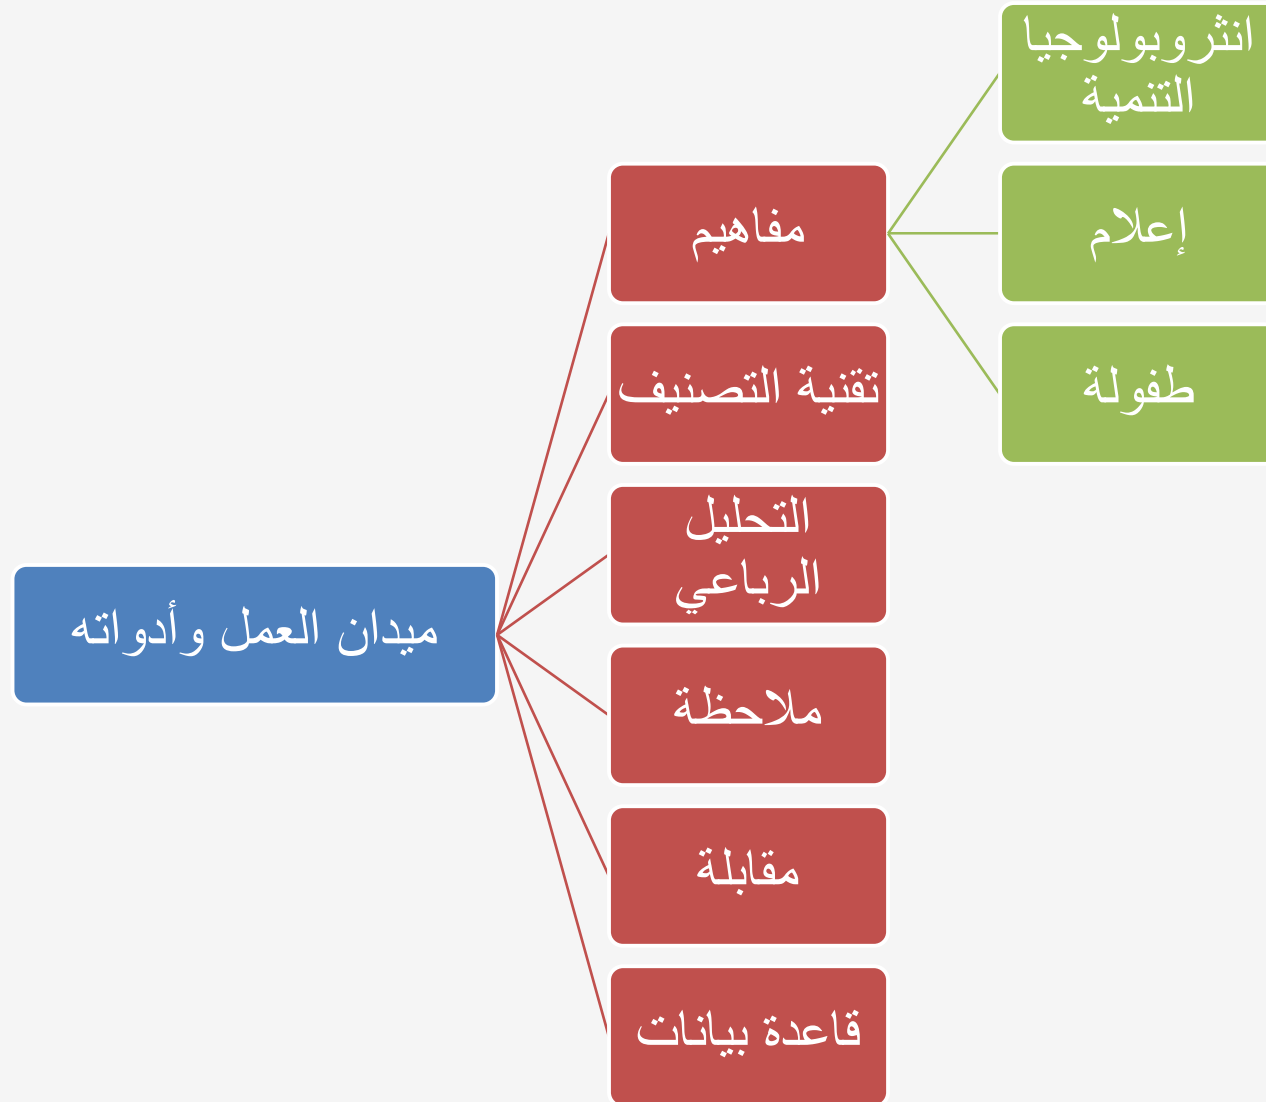 انثروبولوجيا
التنمية
مفاهيم
إعلام
تقنية التصنيف
طفولة
التحليل
الرباعي
ميدان العمل وأدواته
ملاحظة
مقابلة
قاعدة بيانات